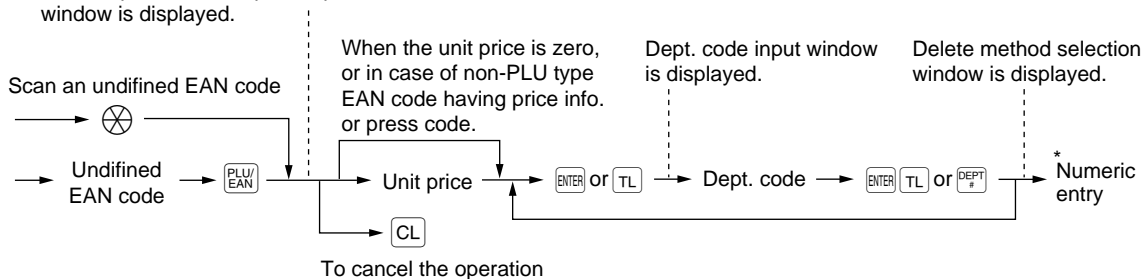 window is displayed.
When the unit price is zero,
or in case of non-PLU type
EAN code having price info.
or press code.
Dept. code input window
is displayed.
Delete method selection
window is displayed.
Scan an undifined EAN code
Undifined
EAN code
PLU/
EAN
Unit price
ENTER or TL
Dept. code
ENTER TL or DEPT
#
*
Numeric
entry
CL
To cancel the operation